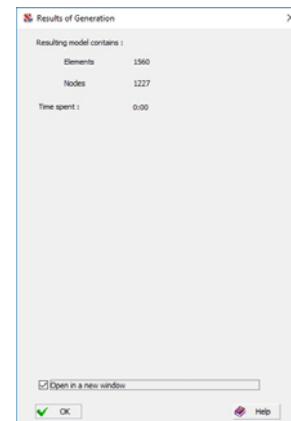 Results of Generation
Resulting model contains :
Elements 1560
Nodes 1227
Time spent : 0:00
Open in a new window
OK Help